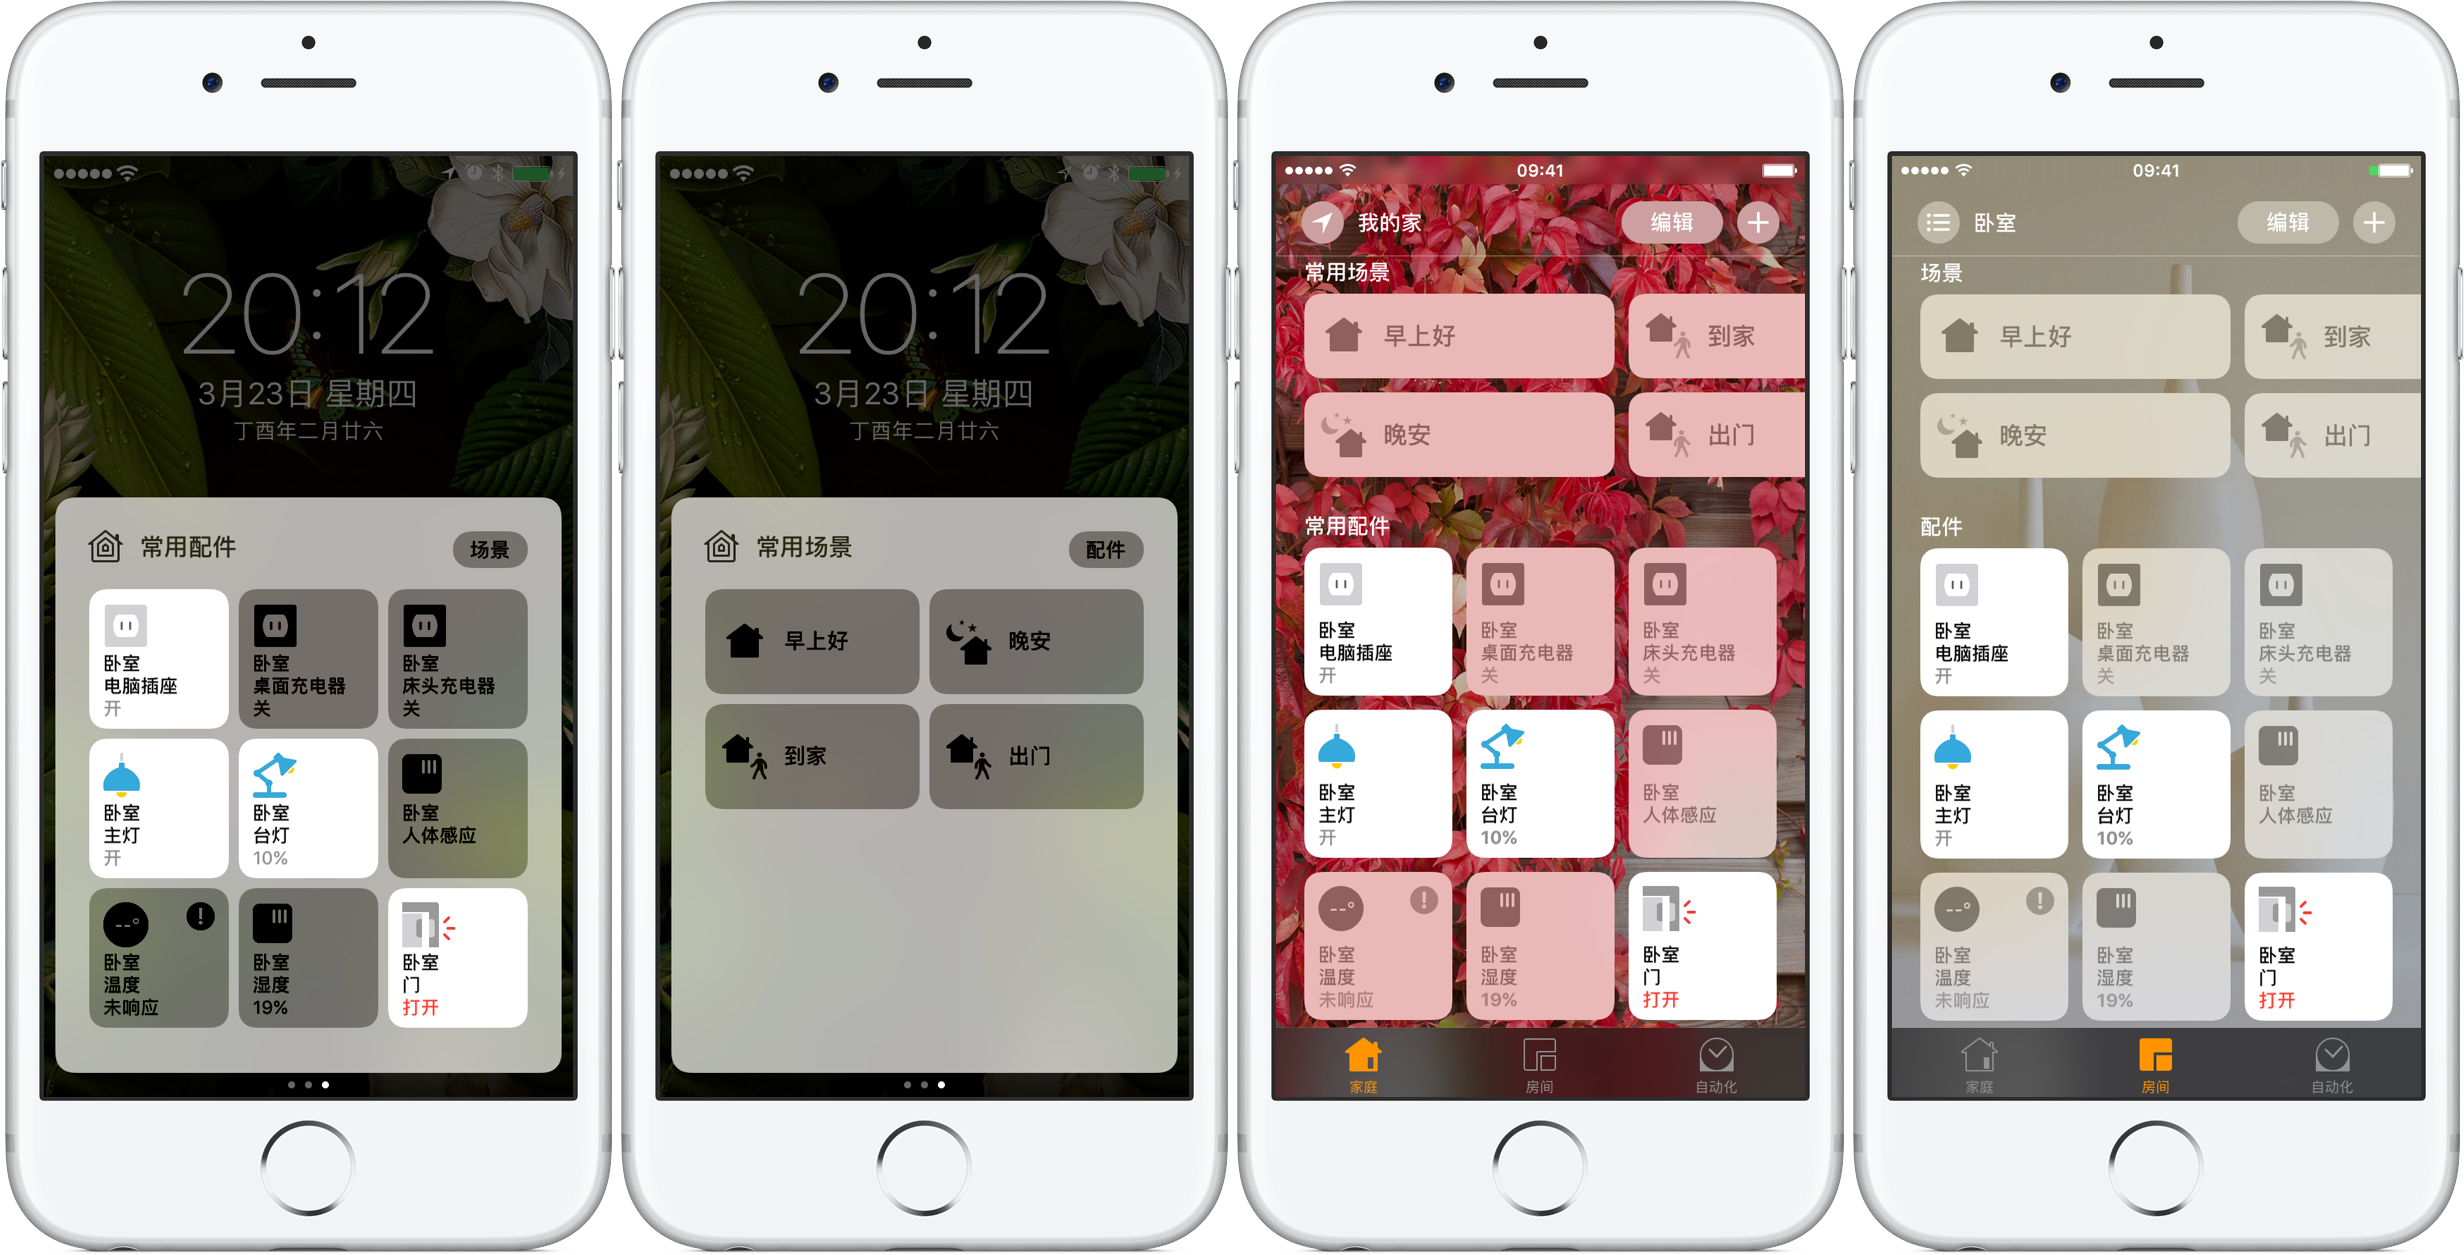 20:12
3月23日 星期四
丁酉年二月廿六
常用配件
场景
卧室
电脑插座
开
卧室
桌面充电器
关
卧室
床头充电器
关
卧室
主灯
开
卧室
台灯
10%
卧室
人体感应
--°
!
卧室
温度
未响应
卧室
湿度
19%
卧室
门
打开
20:12
3月23日 星期四
丁酉年二月廿六
常用场景
配件
早上好
晚安
到家
出门
09:41
我的家
编辑
常用场景
早上好
到家
晚安
出门
常用配件
卧室
电脑插座
开
卧室
桌面充电器
关
卧室
床头充电器
关
卧室
主灯
开
卧室
台灯
10%
卧室
人体感应
--°
!
卧室
温度
未响应
卧室
湿度
19%
卧室
门
打开
家庭
房间
自动化
09:41
卧室
编辑
场景
早上好
到家
晚安
出门
配件
卧室
电脑插座
开
卧室
桌面充电器
关
卧室
床头充电器
关
卧室
主灯
开
卧室
台灯
10%
卧室
人体感应
--°
!
卧室
温度
未响应
卧室
湿度
19%
卧室
门
打开
家庭
房间
自动化